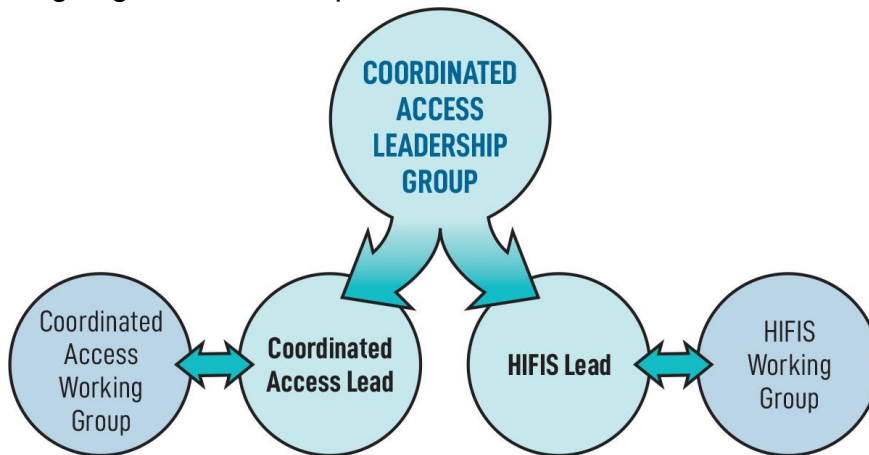 COORDINATED
ACCESS
LEADERSHIP
GROUP
Coordinated
Access
Working
Group
Coordinated
Access Lead
HIFIS Lead
HIFIS
Working
Group